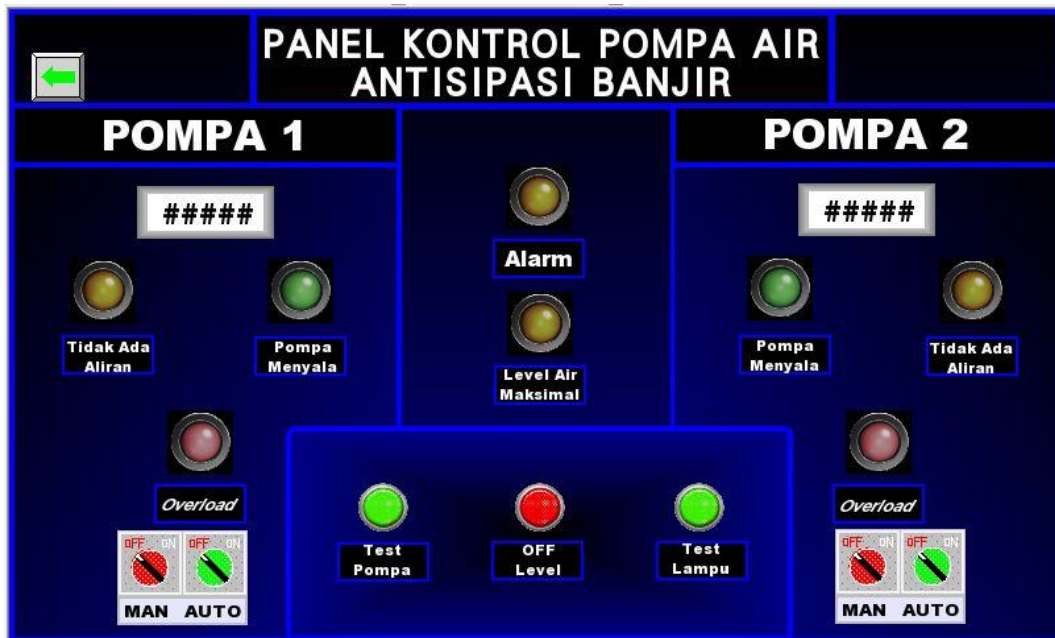 PANEL KONTROL POMPA AIR
ANTISIPASI BANJIR
POMPA 1
#####
Tidak Ada
Aliran
Pompa
Menyala
Overload
OFF ON
OFF ON
MAN AUTO
Alarm
Level Air
Maksimal
Test
Pompa
OFF
Level
Test
Lampu
POMPA 2
#####
Pompa
Menyala
Tidak Ada
Aliran
Overload
OFF ON
OFF ON
MAN AUTO